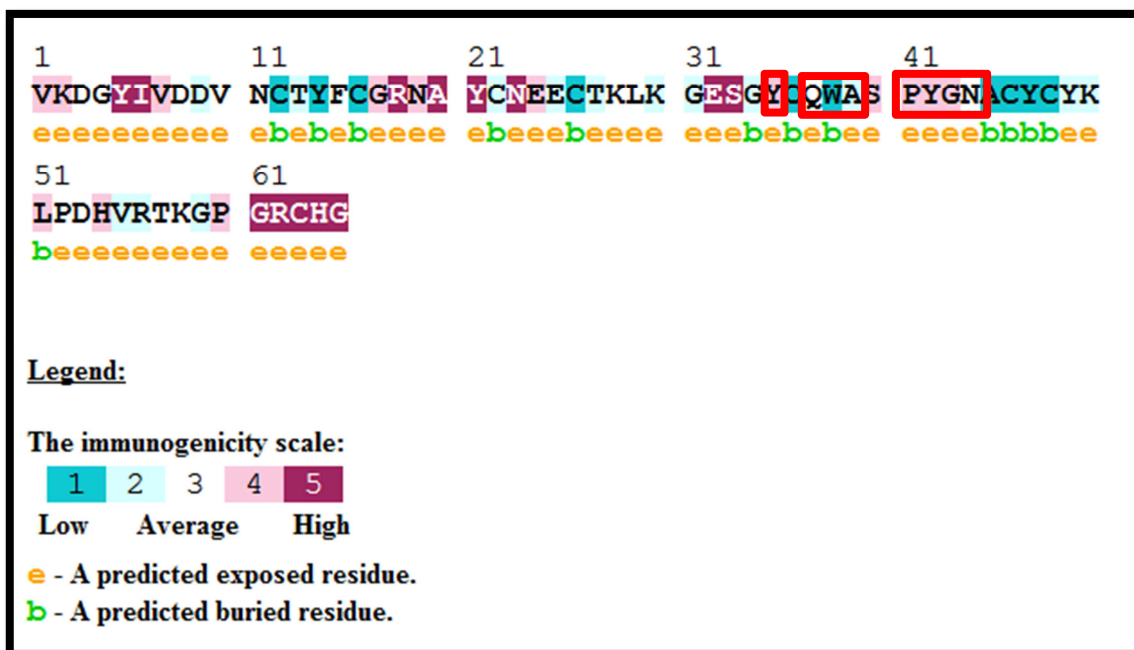 1 11 21 31 41
VKDGYIVDDV NCTYFCGRNA YCNEECTKLK GESGYCQWAS PYGNACYCYK
eeeeeeeeee ebebebeeee ebeeebeeee eeebebebee eeeebbbbee
51 61
LPDHVRTKGP GRCHG
beeeeeeeee eeeee
Legend:
The immunogenicity scale:
1 2 3 4 5
Low Average High
e - A predicted exposed residue.
b - A predicted buried residue.